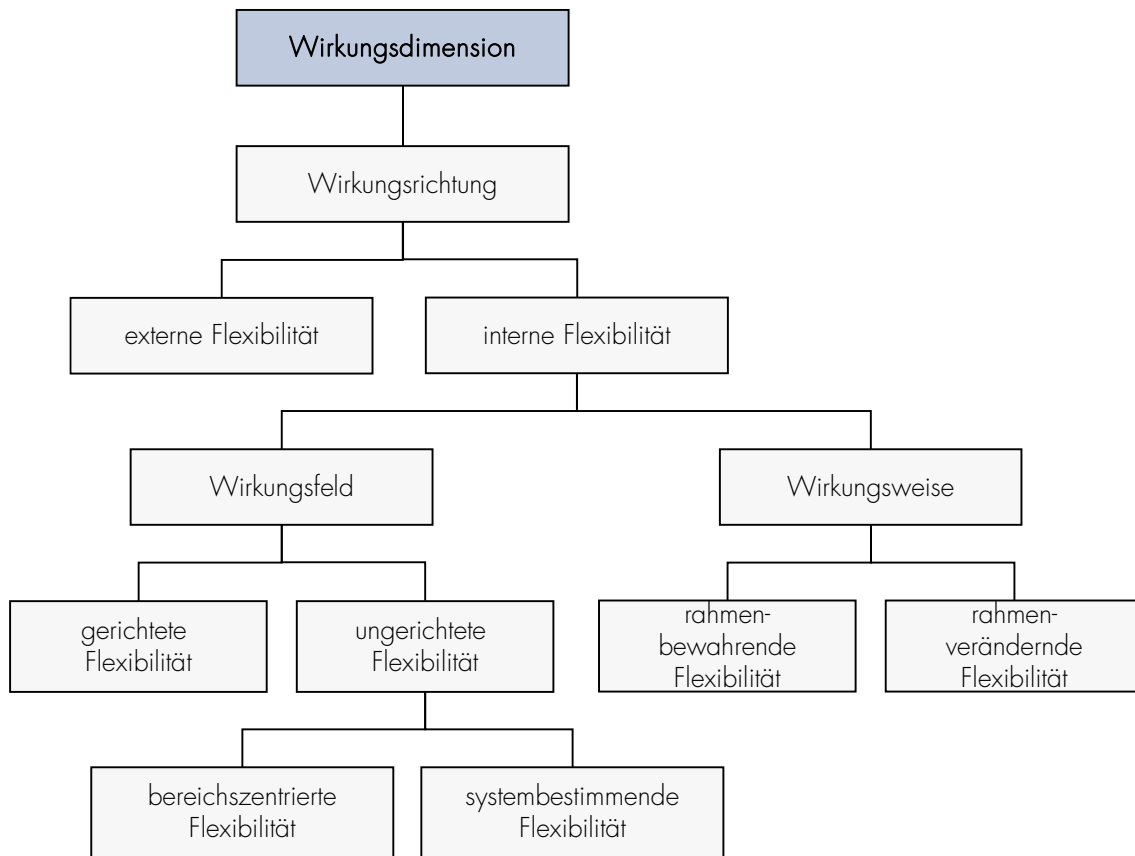 Wirkungsdimension
Wirkungsrichtung
externe Flexibilität
interne Flexibilität
Wirkungsfeld
Wirkungsweise
gerichtete
Flexibilität
ungerichtete
Flexibilität
rahmen-
bewahrende
Flexibilität
rahmen-
verändernde
Flexibilität
bereichszentrierte
Flexibilität
systembestimmende
Flexibilität